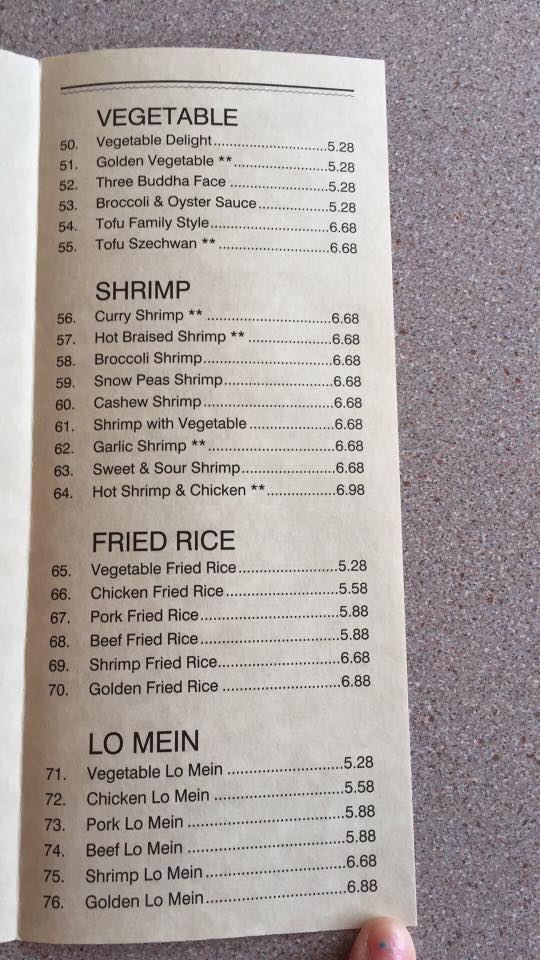 VEGETABLE
50. Vegetable Delight..........................5.28
51. Golden Vegetable **.....................5.28
52. Three Buddha Face ......................5.28
53. Broccoli & Oyster Sauce................5.28
54. Tofu Family Style...........................6.68
55. Tofu Szechwan **.........................6.68
SHRIMP
56. Curry Shrimp ** ............................6.68
57. Hot Braised Shrimp ** ...................6.68
58. Broccoli Shrimp.............................6.68
59. Snow Peas Shrimp........................6.68
60. Cashew Shrimp.............................6.68
61. Shrimp with Vegetable...................6.68
62. Garlic Shrimp **............................6.68
63. Sweet & Sour Shrimp.....................6.68
64. Hot Shrimp & Chicken **................6.98
FRIED RICE
65. Vegetable Fried Rice.......................5.28
66. Chicken Fried Rice..........................5.58
67. Pork Fried Rice...............................5.88
68. Beef Fried Rice...............................5.88
69. Shrimp Fried Rice...........................6.68
70. Golden Fried Rice ..........................6.88
LO MEIN
71. Vegetable Lo Mein .........................5.28
72. Chicken Lo Mein ............................5.58
73. Pork Lo Mein .................................5.88
74. Beef Lo Mein .................................5.88
75. Shrimp Lo Mein..............................6.68
76. Golden Lo Mein..............................6.88